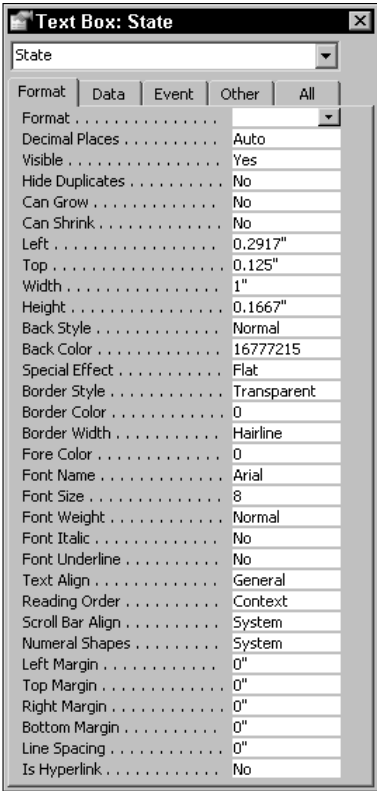 Text Box: State
State
Format Data Event Other All
Format . . . . . . . . . . . . . . .
Decimal Places . . . . . . . . . . Auto
Visible . . . . . . . . . . . . . . . . Yes
Hide Duplicates . . . . . . . . . . No
Can Grow . . . . . . . . . . . . . No
Can Shrink . . . . . . . . . . . . . No
Left . . . . . . . . . . . . . . . . . . 0.2917"
Top . . . . . . . . . . . . . . . . . . 0.125"
Width . . . . . . . . . . . . . . . . 1"
Height . . . . . . . . . . . . . . . . 0.1667"
Back Style . . . . . . . . . . . . . Normal
Back Color . . . . . . . . . . . . . 16777215
Special Effect . . . . . . . . . . . Flat
Border Style . . . . . . . . . . . . Transparent
Border Color . . . . . . . . . . . . 0
Border Width . . . . . . . . . . . Hairline
Fore Color . . . . . . . . . . . . . 0
Font Name . . . . . . . . . . . . . Arial
Font Size . . . . . . . . . . . . . . 8
Font Weight . . . . . . . . . . . . Normal
Font Italic . . . . . . . . . . . . . No
Font Underline . . . . . . . . . . No
Text Align . . . . . . . . . . . . . General
Reading Order . . . . . . . . . . Context
Scroll Bar Align . . . . . . . . . . System
Numeral Shapes . . . . . . . . . System
Left Margin . . . . . . . . . . . . 0"
Top Margin . . . . . . . . . . . . . 0"
Right Margin . . . . . . . . . . . . 0"
Bottom Margin . . . . . . . . . . 0"
Line Spacing . . . . . . . . . . . . 0"
Is Hyperlink . . . . . . . . . . . . No